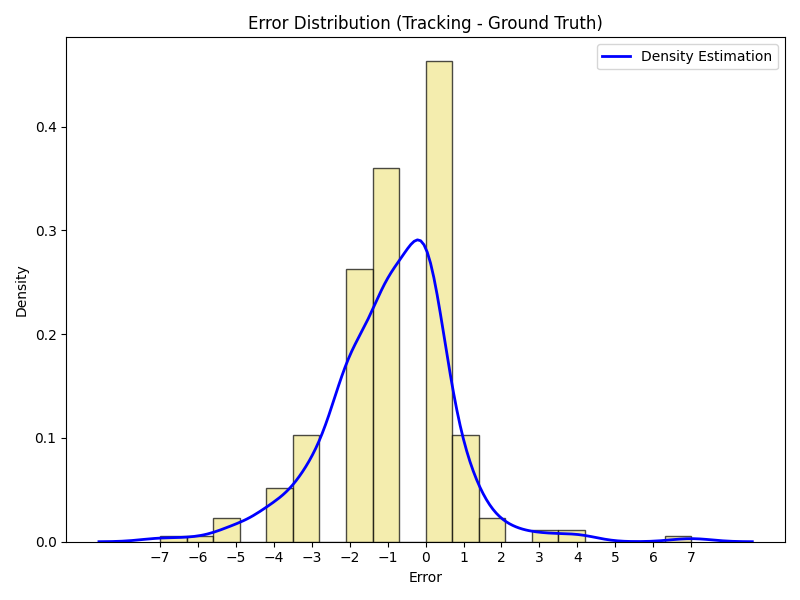 Error Distribution (Tracking - Ground Truth)
Density Estimation
Density
0.4
0.3
0.2
0.1
0.0
−7 −6 −5 −4 −3 −2 −1 0 1 2 3 4 5 6 7
Error